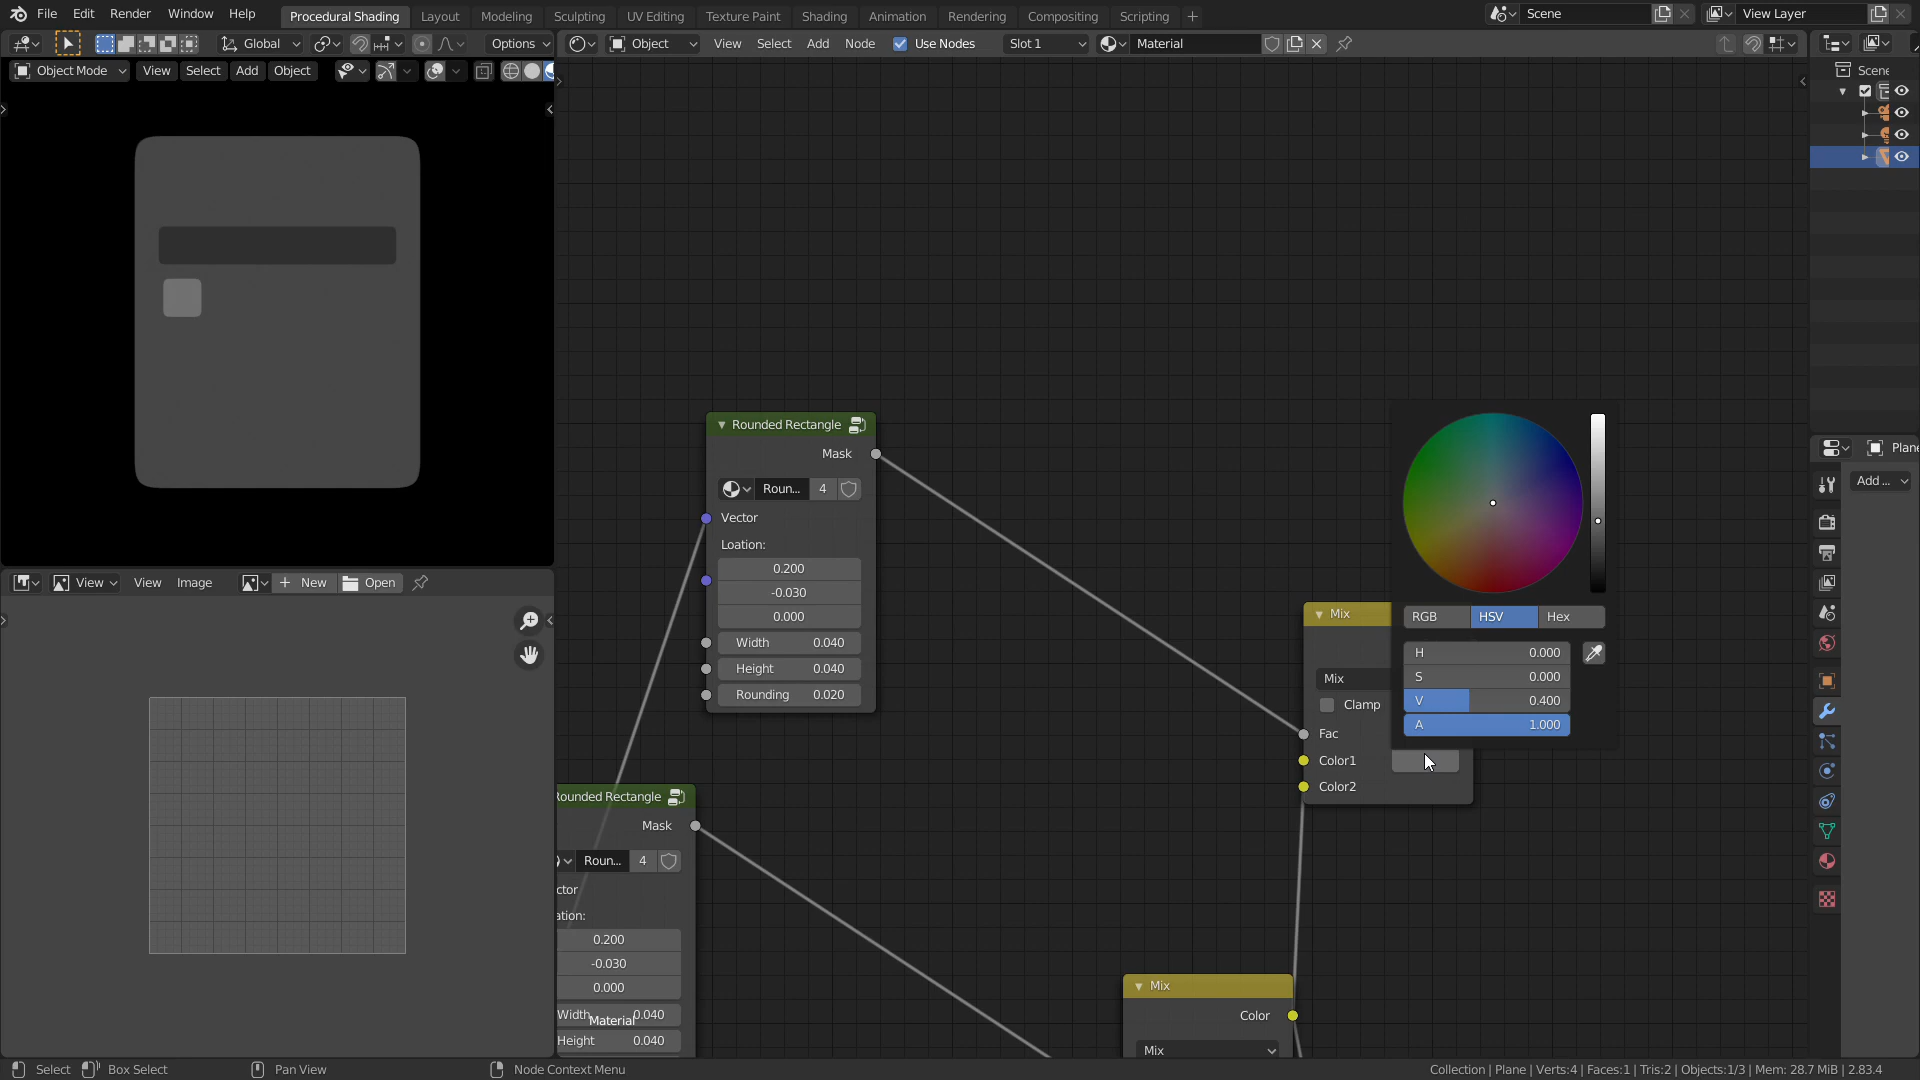 File Edit Render Window Help
Procedural Shading Layout Modeling Sculpting UV Editing Texture Paint Shading Animation Rendering Compositing Scripting +
Scene
View Layer
Global
Options
Object
View Select Add Node Use Nodes
Slot 1
Material
Object Mode View Select Add Object
Scene
Rounded Rectangle
Mask
Roun... 4
Vector
Loation:
0.200
-0.030
0.000
Width 0.040
Height 0.040
Rounding 0.020
Plane
Add ...
View View Image
New
Open
RGB HSV Hex
H 0.000
S 0.000
V 0.400
A 1.000
Mix
Mix
Clamp
Fac
Color1
Color2
Rounded Rectangle
Mask
Roun... 4
ctor
ation:
0.200
-0.030
0.000
Width 0.040
Material
Height 0.040
Mix
Color
Mix
Select Box Select Pan View Node Context Menu
Collection | Plane | Verts:4 | Faces:1 | Tris:2 | Objects:1/3 | Mem: 28.7 MiB | 2.83.4